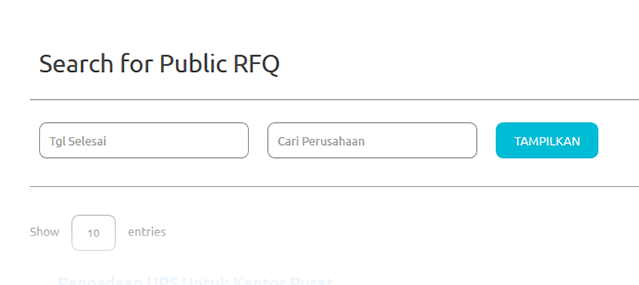 Search for Public RFQ
Tgl Selesai
Cari Perusahaan
TAMPILKAN
Show 10 entries
Pengadaan UPS Untuk Kantor Pusat